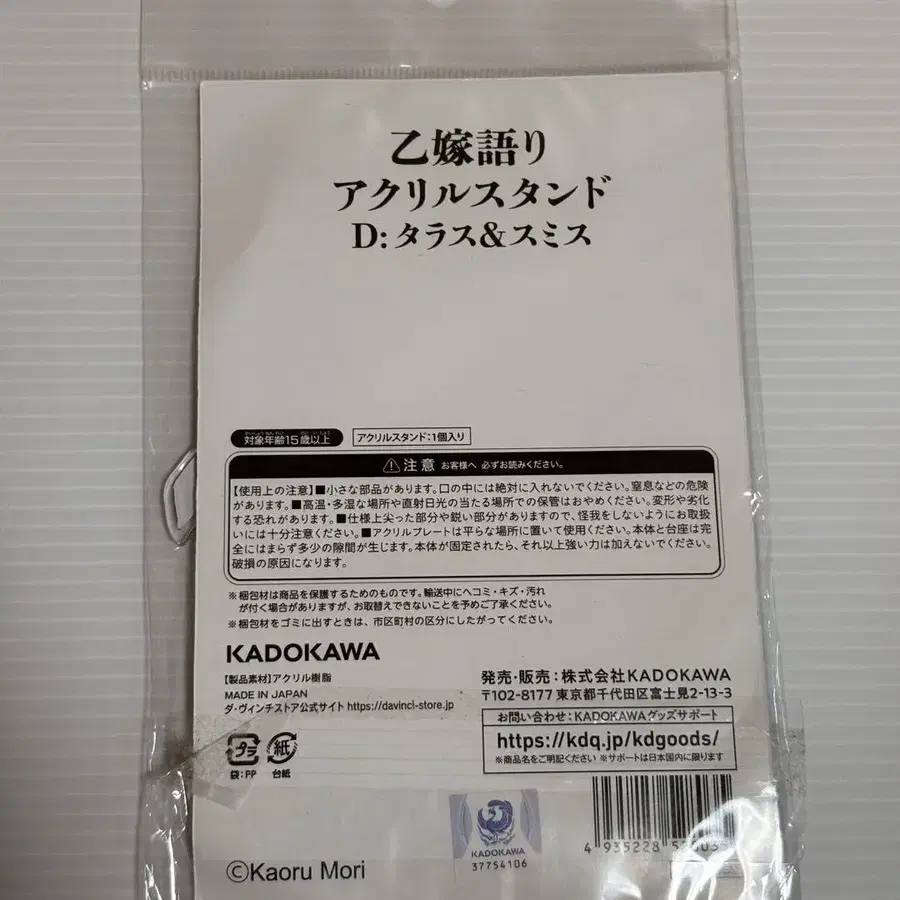 乙嫁語り
アクリルスタンド
D:タラス&スミス
対象年齢15歳以上
アクリルスタンド:1個入り
注意 お客様へ 必ずお読みください。
【使用上の注意】■小さな部品があります。口の中には絶対に入れないでください。窒息などの危険
があります。■高温・多湿な場所や直射日光の当たる場所での保管はおやめください。変形や劣化
する恐れがあります。■仕様上尖った部分や鋭い部分がありますので、怪我をしないようにお取扱
いには十分注意ください。■アクリルプレートは平らな場所に置いて使用ください。本体と台座は完
全にはまらず多少の隙間が生じます。本体が固定されたら、それ以上強い力は加えないでください。
破損の原因になります。
※梱包材は商品を保護するためのものです。輸送中にヘコミ・キズ・汚れ
が付く場合がありますが、お取替えできないことを予めご了承ください。
※梱包材をゴミに出すときは、市区町村の区分にしたがってください。
KADOKAWA
【製品素材】アクリル樹脂
MADE IN JAPAN
ダ・ヴィンチストア公式サイト https://davinci-store.jp
発売・販売:株式会社KADOKAWA
〒102-8177 東京都千代田区富士見2-13-3
お問い合わせ:KADOKAWAグッズサポート
https://kdq.jp/kdgoods/
※商品名をご明記ください ※サポートは日本国内に限ります
プラ
袋:PP
紙
台紙
KADOKAWA
37754106
4 935228
©Kaoru Mori